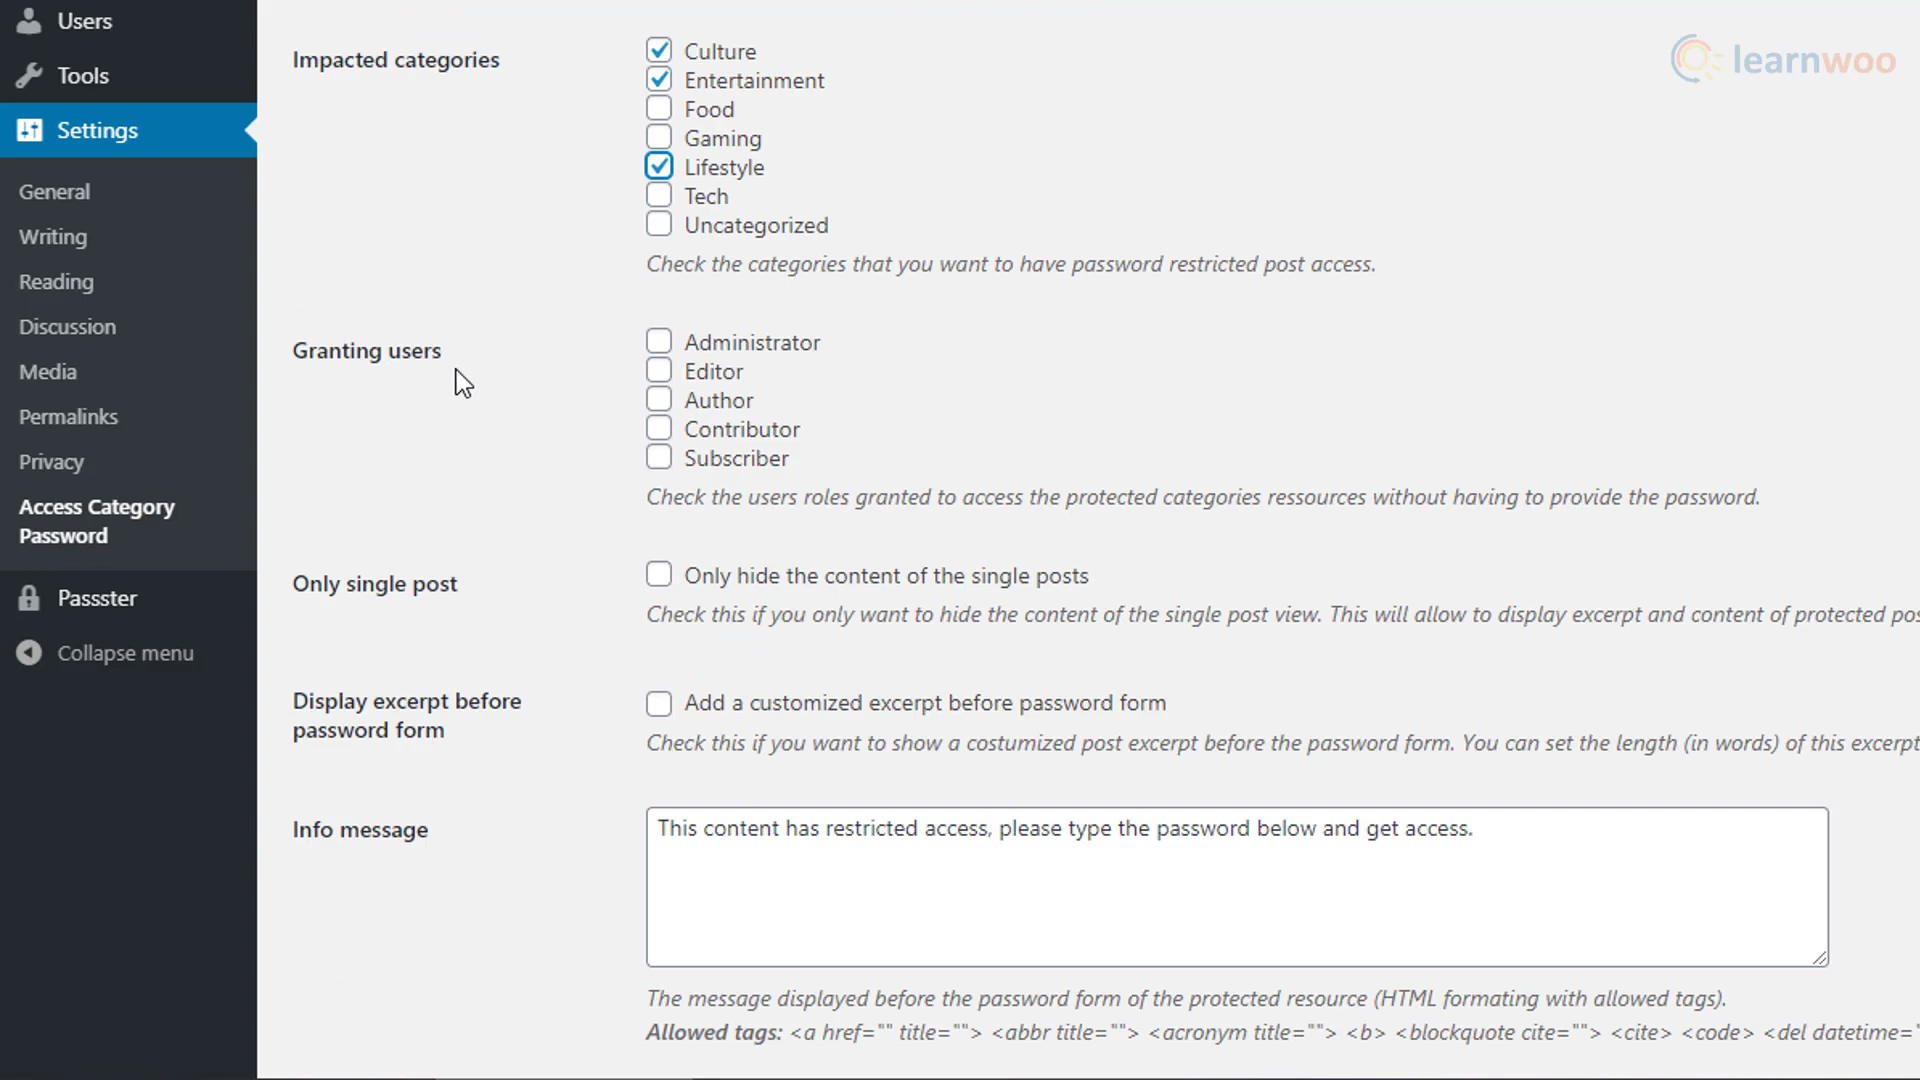 Users
Tools
Settings
General
Writing
Reading
Discussion
Media
Permalinks
Privacy
Access Category
Password
Passster
Collapse menu
learnwoo
Impacted categories
Culture
Entertainment
Food
Gaming
Lifestyle
Tech
Uncategorized
Check the categories that you want to have password restricted post access.
Granting users
Administrator
Editor
Author
Contributor
Subscriber
Check the users roles granted to access the protected categories ressources without having to provide the password.
Only single post
Only hide the content of the single posts
Check this if you only want to hide the content of the single post view. This will allow to display excerpt and content of protected pos
Display excerpt before
password form
Add a customized excerpt before password form
Check this if you want to show a costumized post excerpt before the password form. You can set the length (in words) of this excerpt
Info message
This content has restricted access, please type the password below and get access.
The message displayed before the password form of the protected resource (HTML formating with allowed tags).
Allowed tags: <a href="" title=""> <abbr title=""> <acronym title=""> <b> <blockquote cite=""> <cite> <code> <del datetime="